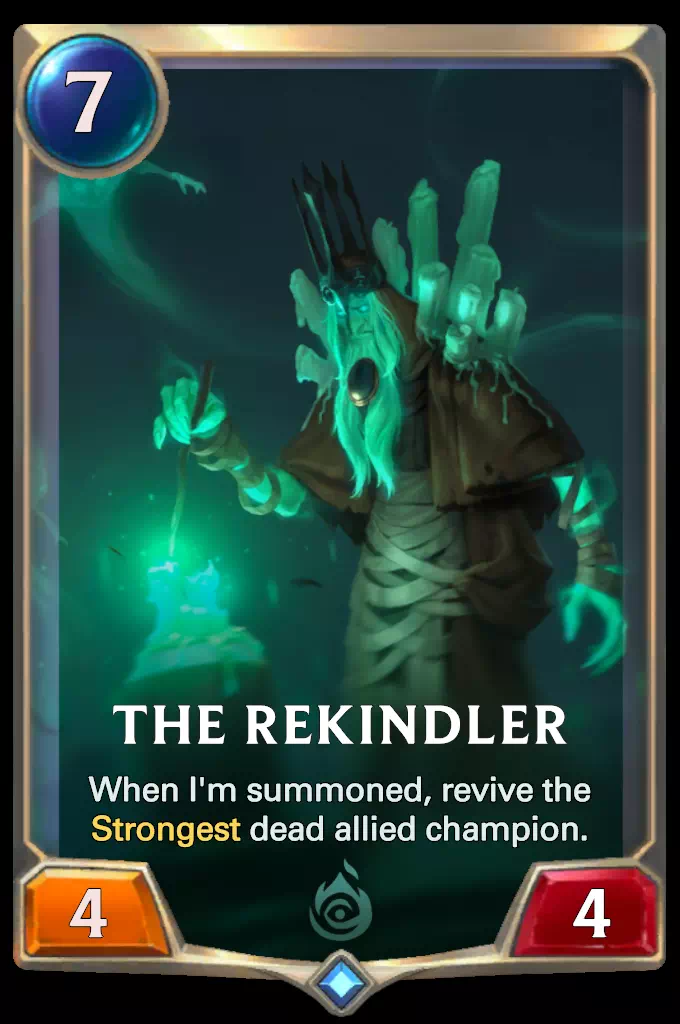 7
THE REKINDLER
When I'm summoned, revive the
Strongest dead allied champion.
4 4